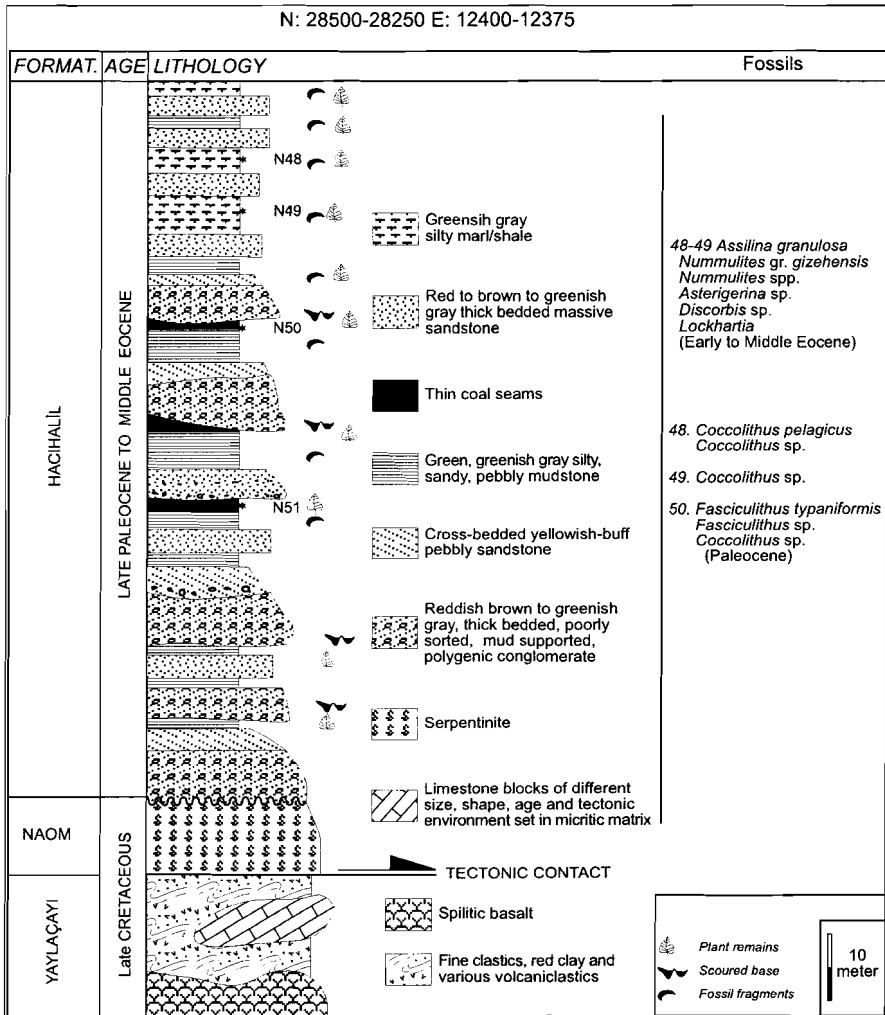 N: 28500-28250 E: 12400-12375
FORMAT. AGE LITHOLOGY Fossils
HACIHALİL
LATE PALEOCENE TO MIDDLE EOCENE
NAOM
YAYLAÇAYI
Late CRETACEOUS
N48
N49
N50
N51
Greensih gray
silty marl/shale
Red to brown to greenish
gray thick bedded massive
sandstone
Thin coal seams
Green, greenish gray silty,
sandy, pebbly mudstone
Cross-bedded yellowish-buff
pebbly sandstone
Reddish brown to greenish
gray, thick bedded, poorly
sorted, mud supported,
polygenic conglomerate
Serpentinite
Limestone blocks of different
size, shape, age and tectonic
environment set in micritic matrix
TECTONIC CONTACT
Spilitic basalt
Fine clastics, red clay and
various volcaniclastics
48-49 Assilina granulosa
Nummulites gr. gizehensis
Nummulites spp.
Asterigerina sp.
Discorbis sp.
Lockhartia
(Early to Middle Eocene)
48. Coccolithus pelagicus
Coccolithus sp.
49. Coccolithus sp.
50. Fasciculithus typaniformis
Fasciculithus sp.
Coccolithus sp.
(Paleocene)
Plant remains
Scoured base
Fossil fragments
10
meter